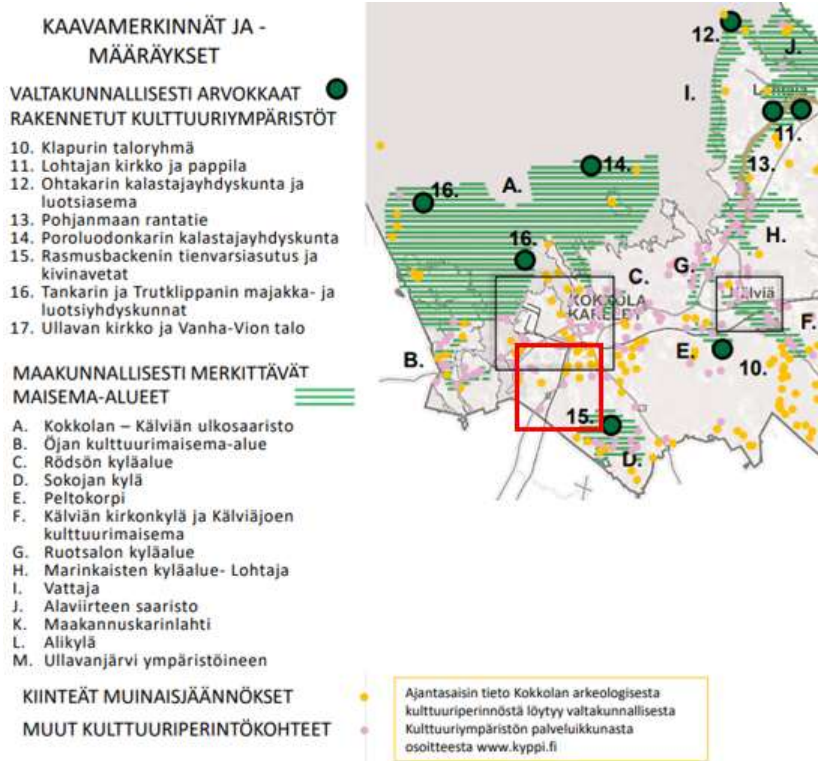 KAAVAMERKINNÄT JA -
MÄÄRÄYKSET
VALTAKUNNALLISESTI ARVOKKAAT
RAKENNETUT KULTTUURIYMPÄRISTÖT
10. Klapurin taloryhmä
11. Lohtajan kirkko ja pappila
12. Ohtakarin kalastajayhdyskunta ja
luotsiasema
13. Pohjanmaan rantatie
14. Poroluodonkarin kalastajayhdyskunta
15. Rasmusbackenin tienvarsiasutus ja
kivinavetat
16. Tankarin ja Trutklippanin majakka- ja
luotsiyhdyskunnat
17. Ullavan kirkko ja Vanha-Vion talo
MAAKUNNALLISESTI MERKITTÄVÄT
MAISEMA-ALUEET
A. Kokkolan – Kälviän ulkosaaristo
B. Öjan kulttuurimaisema-alue
C. Rödsön kyläalue
D. Sokojan kylä
E. Peltokorpi
F. Kälviän kirkonkylä ja Kälviäjoen
kulttuurimaisema
G. Ruotsalon kyläalue
H. Marinkaisten kyläalue- Lohtaja
I. Vattaja
J. Alaviirteen saaristo
K. Maakannuskarinlahti
L. Alikylä
M. Ullavanjärvi ympäristöineen
KIINTEÄT MUINAISJÄÄNNÖKSET
MUUT KULTTUURIPERINTÖKOHTEET
Ajantasaisin tieto Kokkolan arkeologisesta
kulttuuriperinnöstä löytyy valtakunnallisesta
Kulttuuriympäristön palveluikkunasta
osoitteesta www.kyppi.fi
12.
J.
I.
11.
14.
13.
16.
A.
H.
16.
C.
G.
KOKKOLA
KARLEBY
F.
B.
E.
10.
15.
D.